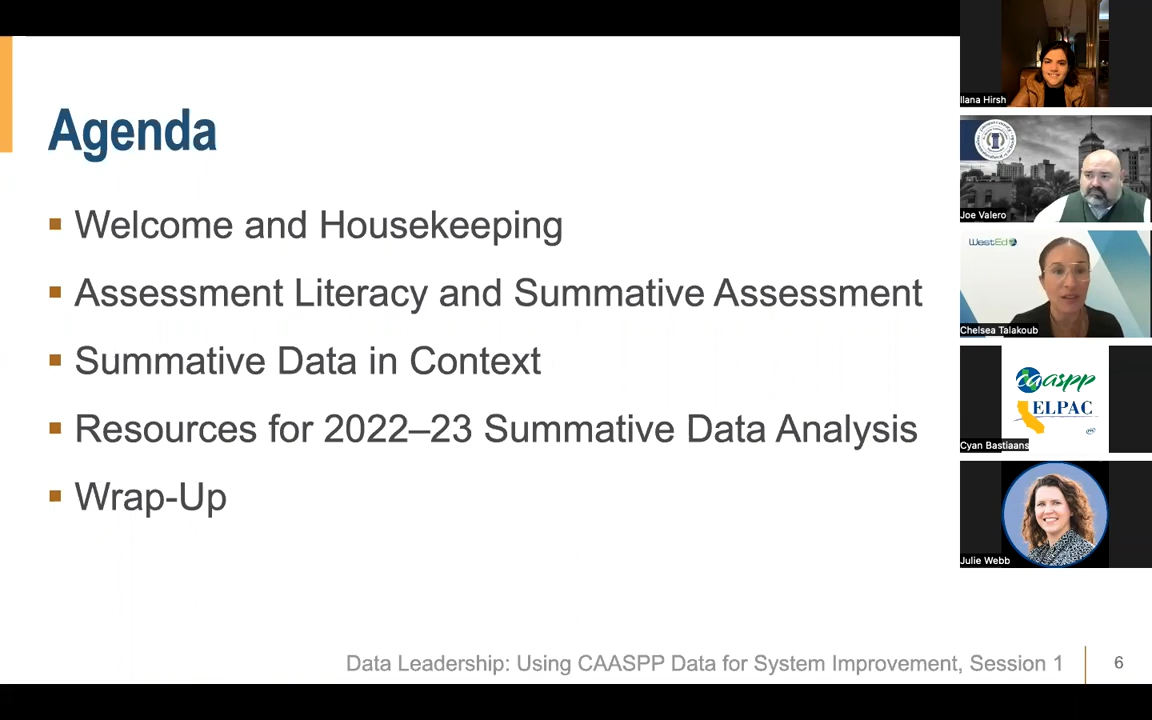 Agenda
Welcome and Housekeeping
Assessment Literacy and Summative Assessment
Summative Data in Context
Resources for 2022–23 Summative Data Analysis
Wrap-Up
Data Leadership: Using CAASPP Data for System Improvement, Session 1
6
Ilana Hirsh
Joe Valero
WestEd
Chelsea Talakoub
caaspp
ELPAC
Cyan Bastiaans
Julie Webb